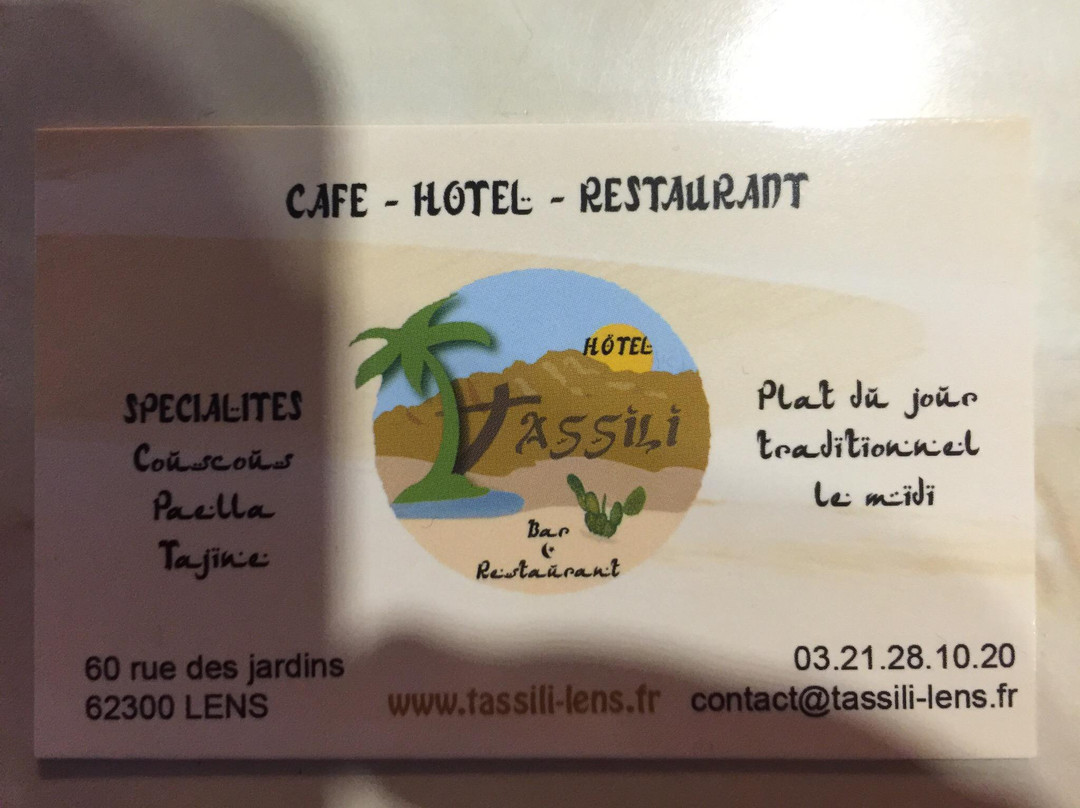 CAFE - HOTEL - RESTAURANT
HÔTEL
TASSILI
Bar
Restaurant
SPECIALITES
Couscous
Paella
Tajine
Plat du jour
traditionnel
le midi
60 rue des jardins
62300 LENS
www.tassili-lens.fr
03.21.28.10.20
contact@tassili-lens.fr